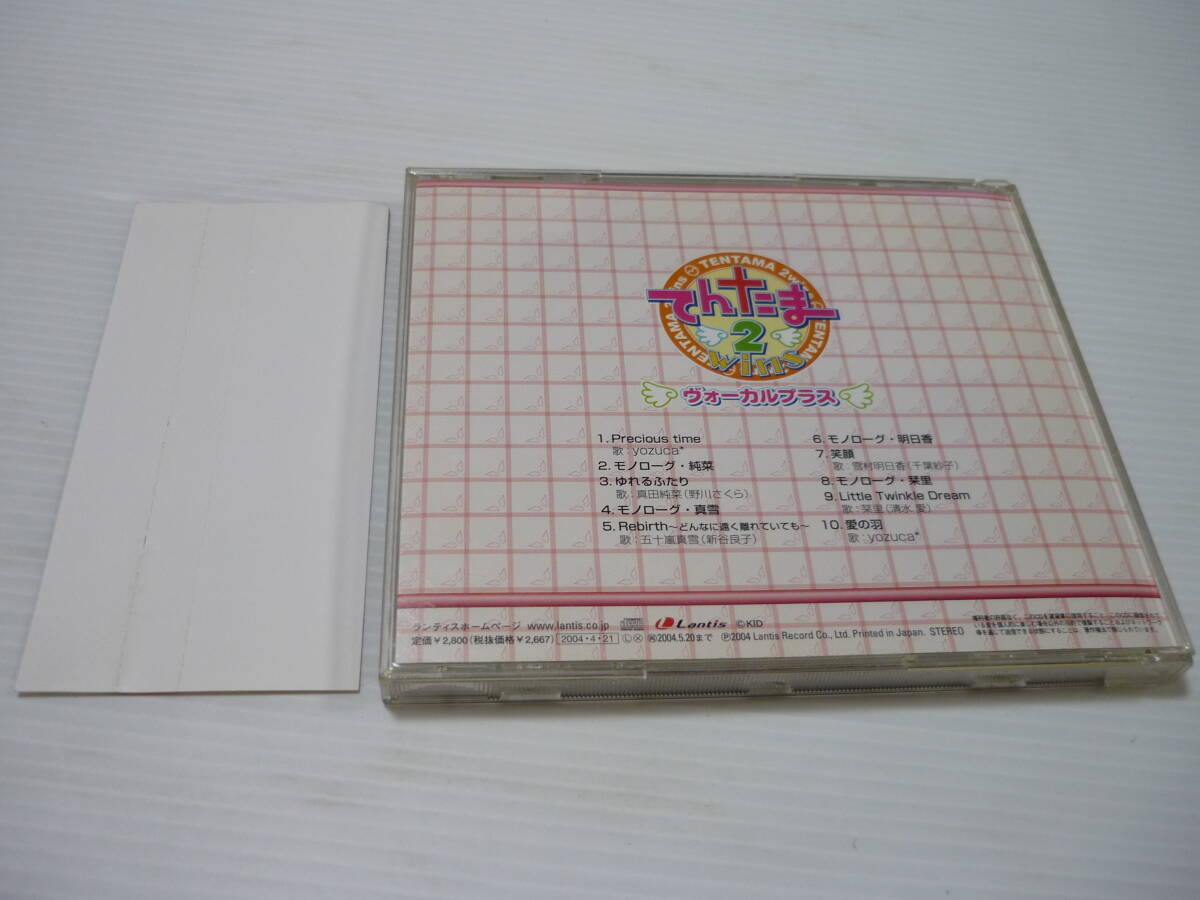 TENTAMA 2wins
てんたま
2
wins
ヴォーカルプラス
1. Precious time
歌：yozuca*
2. モノローグ・純菜
3. ゆれるふたり
歌：真田純菜（野川さくら）
4. モノローグ・真雪
5. Rebirth～どんなに遠く離れていても～
歌：五十嵐真雪（新谷良子）
6. モノローグ・明日香
7. 笑顔
歌：雪村明日香（千葉紗子）
8. モノローグ・栞里
9. Little Twinkle Dream
歌：栞里（清水 愛）
10. 愛の羽
歌：yozuca*
ランティスホームページ www.lantis.co.jp Lantis ©KID
定価￥2,800（税抜価格￥2,667） 2004・4・21 Ⓛ Ⓧ 2004.5.20まで Ⓟ2004 Lantis Record Co., Ltd. Printed in Japan. STEREO